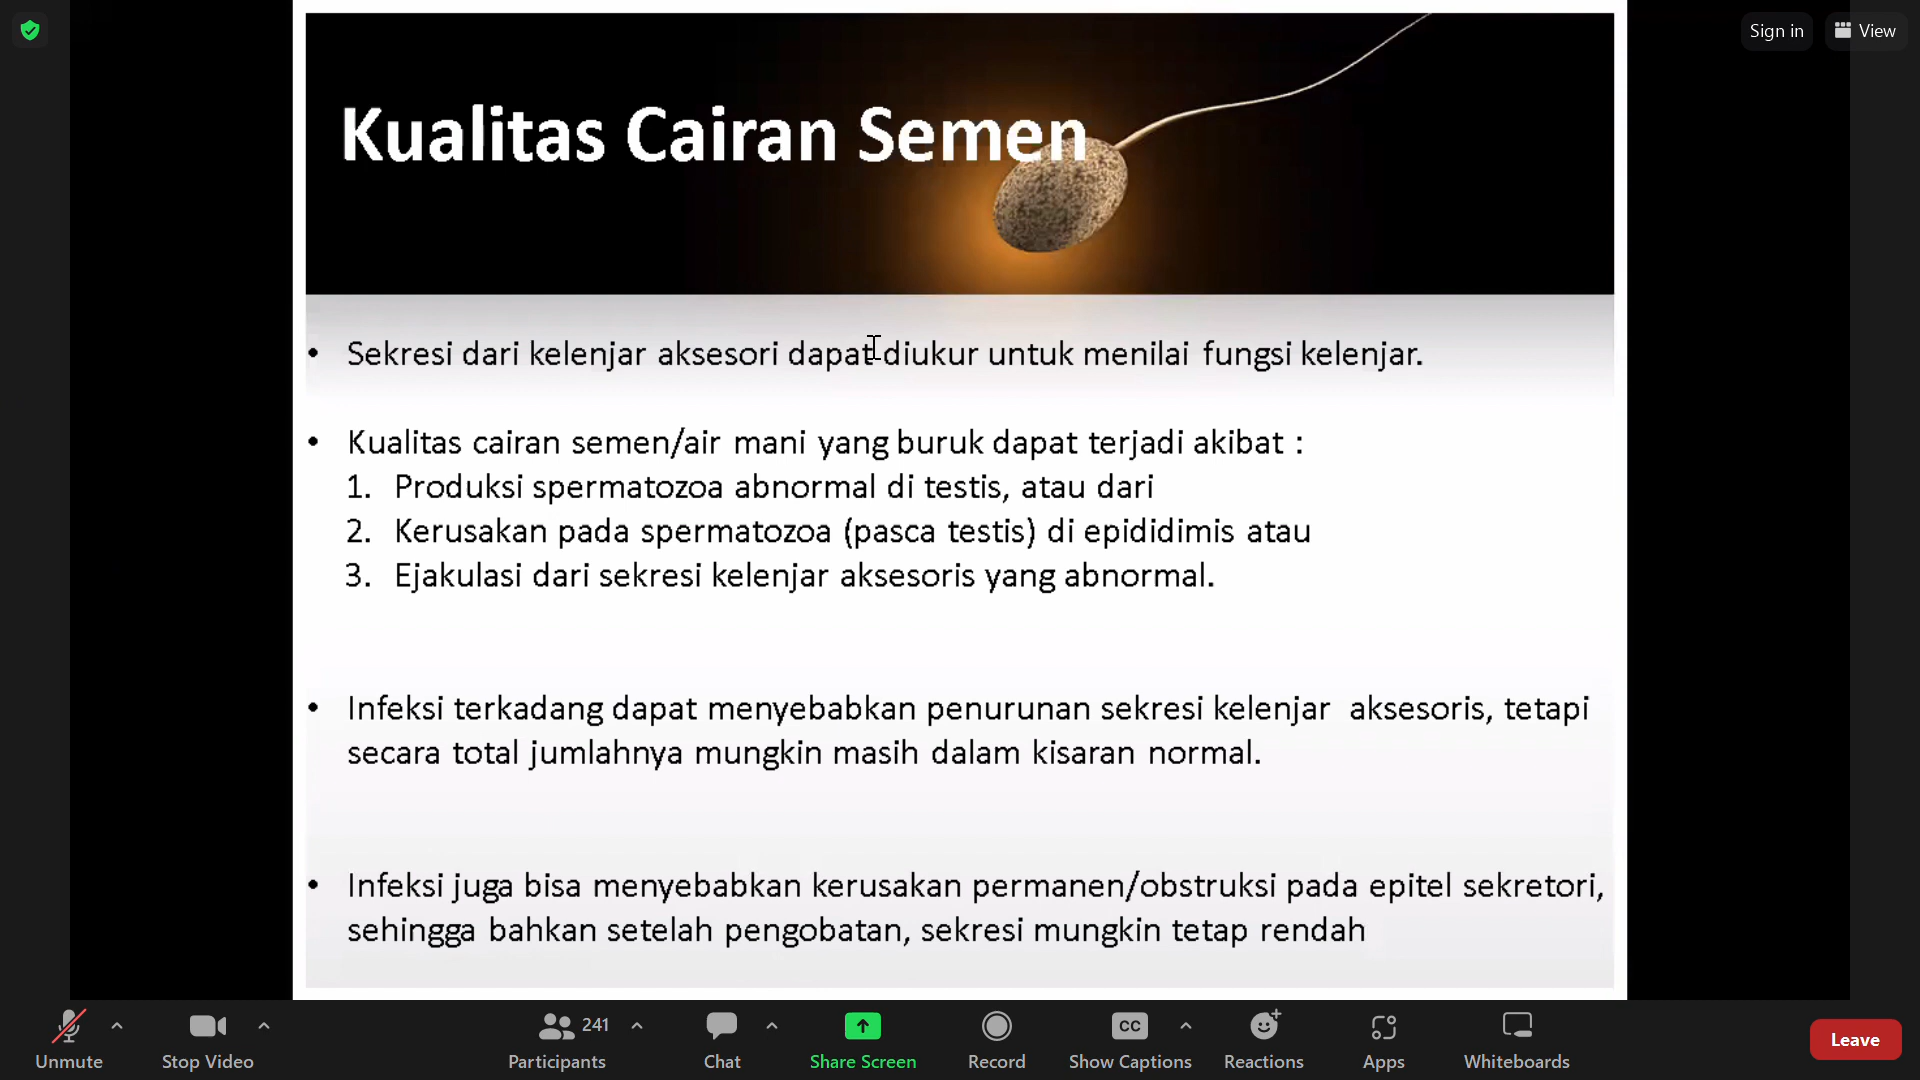 Sign in
View
Kualitas Cairan Semen
• Sekresi dari kelenjar aksesori dapat diukur untuk menilai fungsi kelenjar.
• Kualitas cairan semen/air mani yang buruk dapat terjadi akibat :
1. Produksi spermatozoa abnormal di testis, atau dari
2. Kerusakan pada spermatozoa (pasca testis) di epididimis atau
3. Ejakulasi dari sekresi kelenjar aksesoris yang abnormal.
• Infeksi terkadang dapat menyebabkan penurunan sekresi kelenjar aksesoris, tetapi
secara total jumlahnya mungkin masih dalam kisaran normal.
• Infeksi juga bisa menyebabkan kerusakan permanen/obstruksi pada epitel sekretori,
sehingga bahkan setelah pengobatan, sekresi mungkin tetap rendah
241
CC
Unmute
Stop Video
Participants
Chat
Share Screen
Record
Show Captions
Reactions
Apps
Whiteboards
Leave